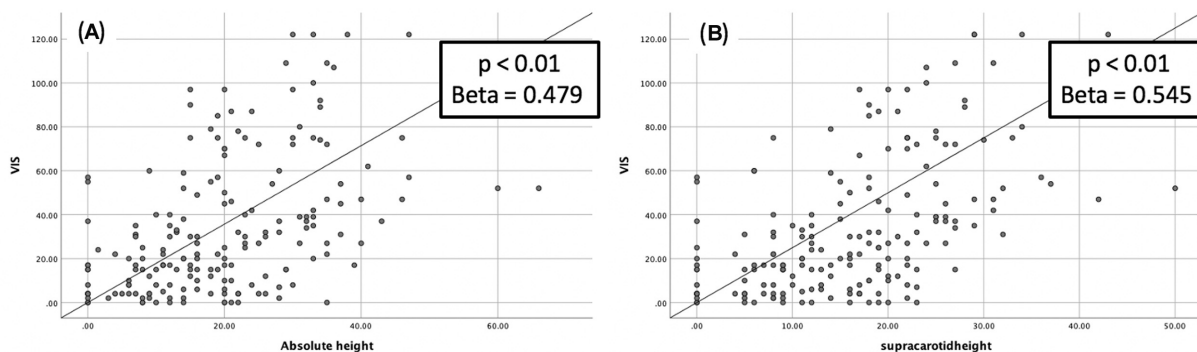 (A)
p < 0.01
Beta = 0.479
VIS
120.00
100.00
80.00
60.00
40.00
20.00
.00
.00 20.00 40.00 60.00
Absolute height
(B)
p < 0.01
Beta = 0.545
VIS
120.00
100.00
80.00
60.00
40.00
20.00
.00
.00 10.00 20.00 30.00 40.00 50.00
supracarotidheight